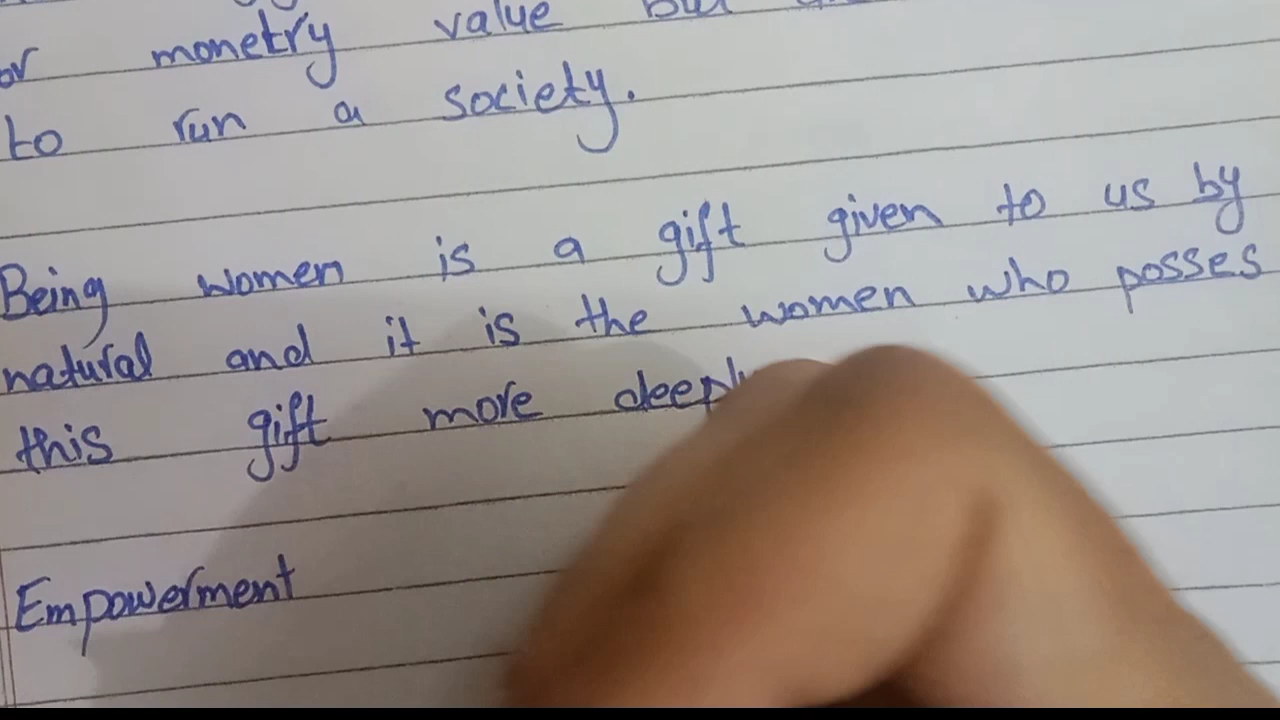 or monetry value but
to run a society.
Being women is a gift given to us by
natural and it is the women who posses
this gift more deeply
Empowerment